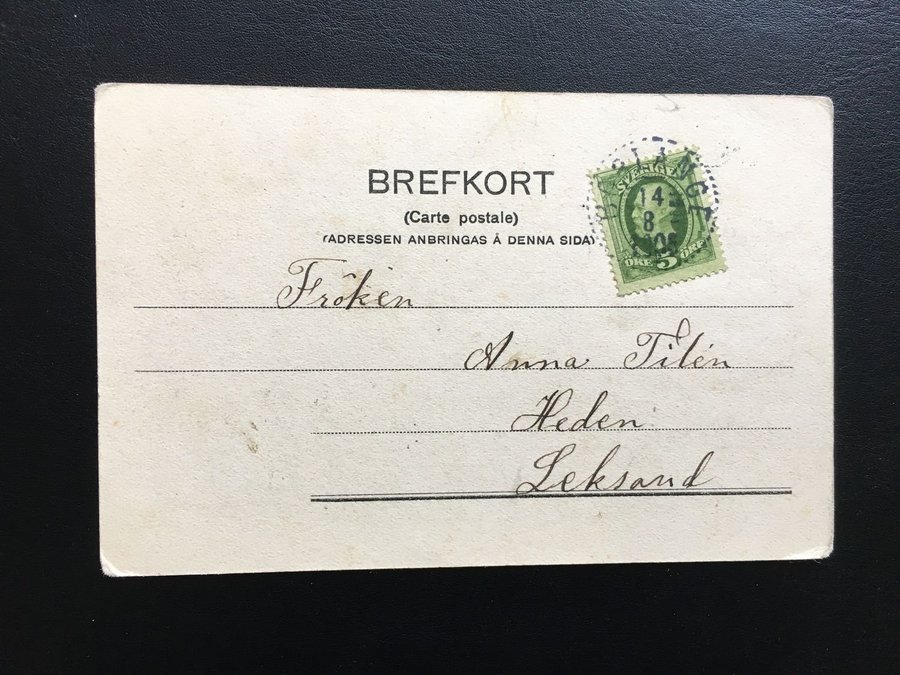 BREFKORT
(Carte postale)
(ADRESSEN ANBRINGAS Å DENNA SIDA)
SVERIGE
14
8
5
ÖRE ÖRE
Fröken
Anna Tilén
Heden
Leksand